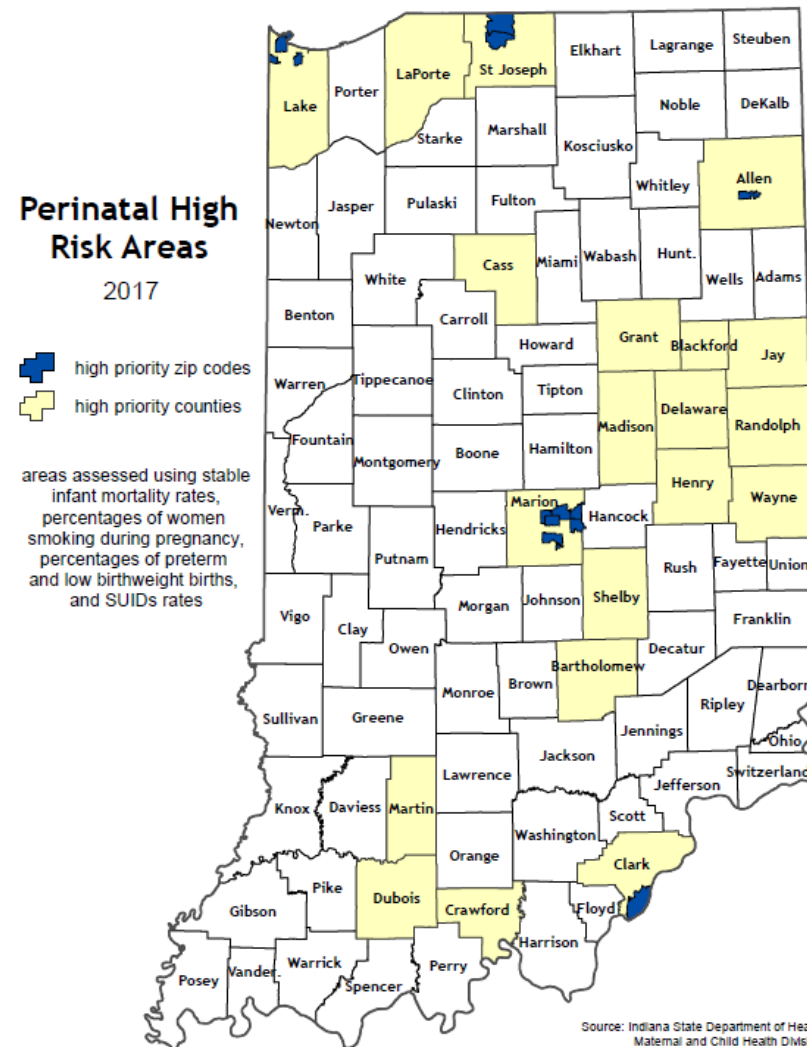 Perinatal High
Risk Areas
2017
high priority zip codes
high priority counties
areas assessed using stable
infant mortality rates,
percentages of women
smoking during pregnancy,
percentages of preterm
and low birthweight births,
and SUIDs rates
Lake
Porter
LaPorte
St Joseph
Elkhart
Lagrange
Steuben
Noble
DeKalb
Starke
Marshall
Kosciusko
Whitley
Allen
Newton
Jasper
Pulaski
Fulton
White
Cass
Miami
Wabash
Hunt.
Wells
Adams
Benton
Carroll
Howard
Grant
Blackford
Jay
Warren
Tippecanoe
Clinton
Tipton
Madison
Delaware
Randolph
Fountain
Montgomery
Boone
Hamilton
Henry
Wayne
Verm.
Parke
Putnam
Hendricks
Marion
Hancock
Rush
Fayette
Union
Vigo
Clay
Owen
Morgan
Johnson
Shelby
Franklin
Decatur
Sullivan
Greene
Monroe
Brown
Bartholomew
Jennings
Ripley
Dearborn
Ohio
Switzerland
Knox
Daviess
Martin
Lawrence
Jackson
Jefferson
Scott
Washington
Orange
Clark
Gibson
Pike
Dubois
Crawford
Floyd
Harrison
Posey
Vander.
Warrick
Spencer
Perry
Source: Indiana State Department of Hea
Maternal and Child Health Divis